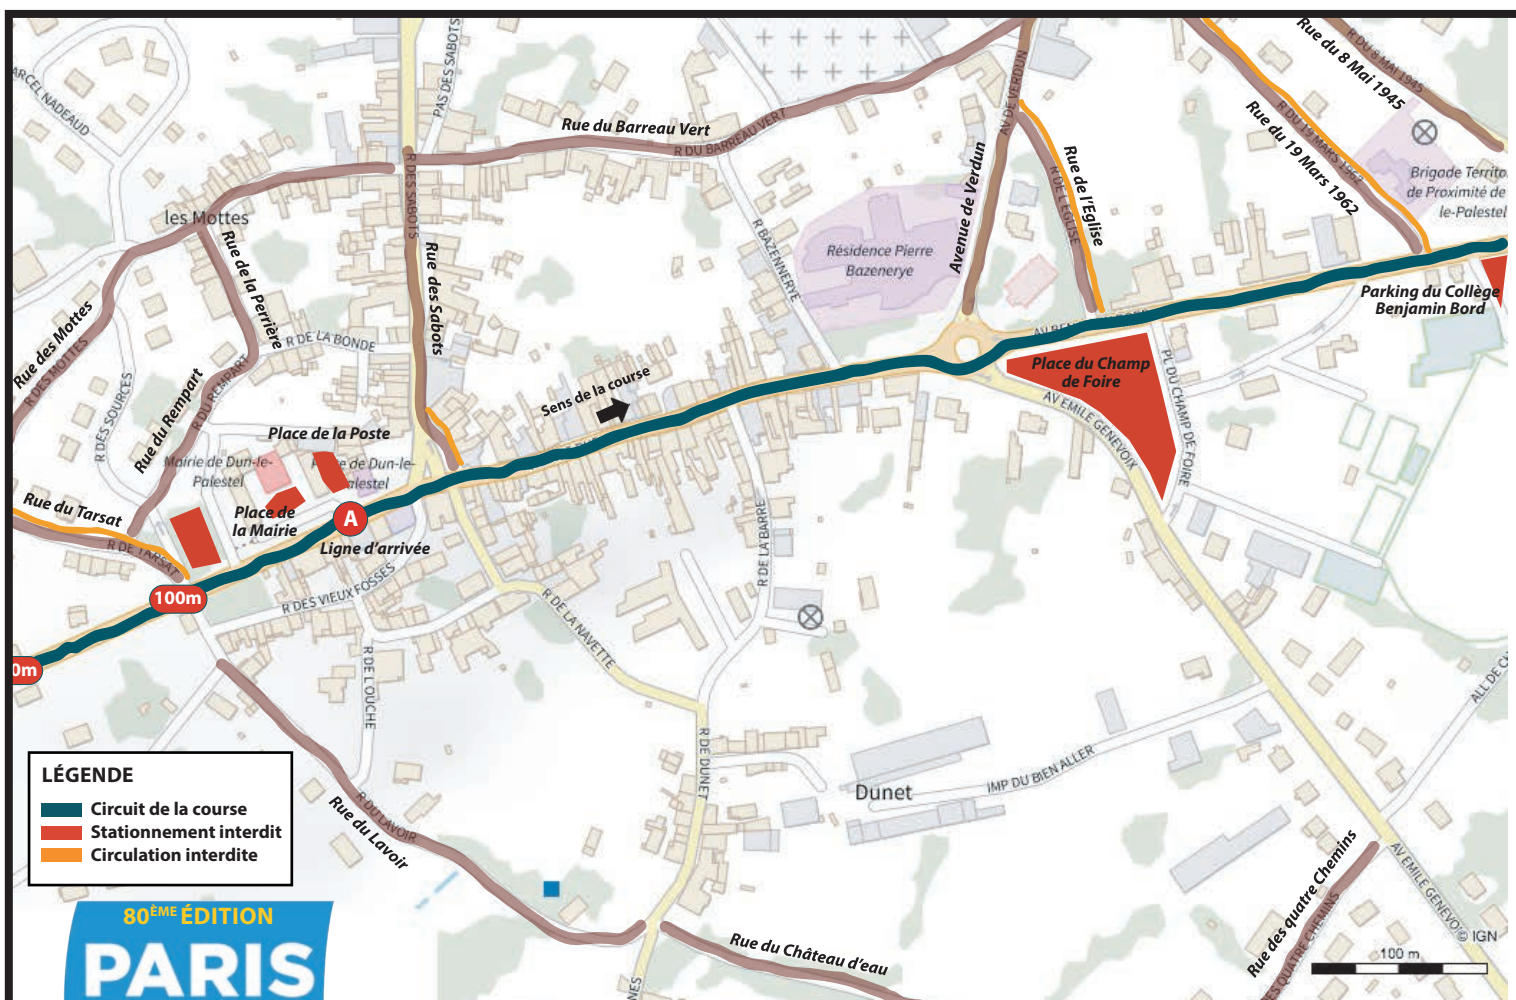 PAS DES SABOTS
R DU 8 MAI 1945
Rue du 8 Mai 1945
NADEAUD
AV DE VERDUN
R DU 19 MARS 1962
Rue du 19 Mars 1962
Rue du Barreau Vert
R DU BARREAU VERT
Avenue de Verdun
Rue de l'Eglise
R DE L'EGLISE
de Proximité de
le-Palestel
les Mottes
R DES SABOTS
Rue des Sabots
R BAZENNERYE
Résidence Pierre
Bazenerye
Rue de la Perrière
Parking du Collège
Benjamin Bord
Rue des Mottes
R DES MOTTES
R DE LA BONDE
Place du Champ
de Foire
PL DU CHAMP DE FOIRE
R DES SOURCES
Rue du Rempart
R DU REMPART
Sens de la course
AV EMILE GENEVOIX
Place de la Poste
Mairie de Dun-le-
Palestel
de Dun-le-
Rue du Tarsat
R DE TARSAT
Place de
la Mairie
A
Ligne d'arrivée
100m
R DES VIEUX FOSSES
R DE LA BARRE
R DE LA NAVETTE
0m
R DE L'OUCHE
R DE DUNET
Dunet
IMP DU BIEN ALLER
LÉGENDE
Circuit de la course
Stationnement interdit
Circulation interdite
R DU LAVOIR
Rue du Lavoir
Rue des quatre Chemins
QUATRE CHEMINS
AV EMILE GENEVOIX
80ÈME ÉDITION
PARIS
Rue du Château d'eau
© IGN
100 m